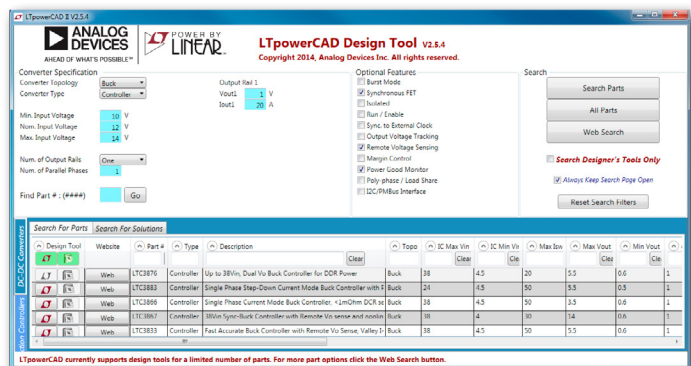 LTpowerCAD II V2.5.4
ANALOG DEVICES
AHEAD OF WHAT'S POSSIBLE™
POWER BY LINEAR™
LTpowerCAD Design Tool V2.5.4
Copyright 2014, Analog Devices Inc. All rights reserved.
Converter Specification
Converter Topology Buck
Converter Type Controller
Min. Input Voltage 10 V
Nom. Input Voltage 12 V
Max. Input Voltage 14 V
Num. of Output Rails One
Num. of Parallel Phases 1
Find Part # : (####) Go
Output Rail 1
Vout1 1 V
Iout1 20 A
Optional Features
Burst Mode
Synchronous FET
Isolated
Run / Enable
Sync. to External Clock
Output Voltage Tracking
Remote Voltage Sensing
Margin Control
Power Good Monitor
Poly-phase / Load Share
I2C/PMBus Interface
Search
Search Parts
All Parts
Web Search
Search Designer's Tools Only
Always Keep Search Page Open
Reset Search Filters
DC-DC Converters
Search For Parts Search For Solutions
Design Tool Website Part # Type Description Topo IC Max Vin IC Min Vin Max Isw Max Vout Min Vout
Clear Clear Clea Clea
Web LTC3876 Controller Up to 38Vin, Dual Vo Buck Controller for DDR Power Buck 38 4.5 20 5.5 0.6 1
Web LTC3883 Controller Single Phase Step-Down Current Mode Buck Controller with F Buck 24 4.5 50 5.5 0.5 1
Web LTC3866 Controller Single Phase Current Mode Buck Controller, <1mOhm DCR se Buck 38 4.5 50 3.5 0.6 1
Web LTC3867 Controller 38Vin Sync-Buck Controller with Remote Vo sense and nonlin Buck 38 4 30 14 0.6 1
Web LTC3833 Controller Fast Accurate Buck Controller with Remote Vo Sense, Valley I- Buck 38 4.5 50 5.5 0.6 1
LTpowerCAD currently supports design tools for a limited number of parts. For more part options click the Web Search button.